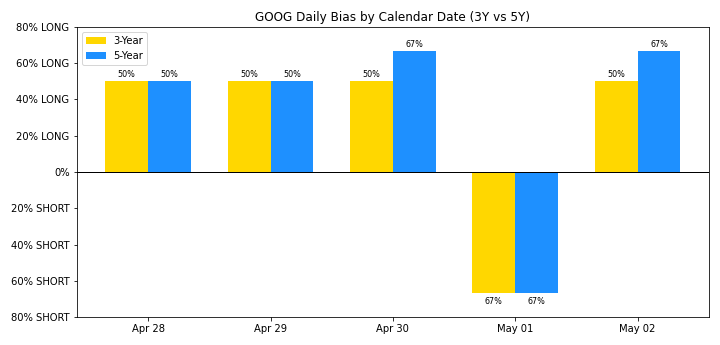 GOOG Daily Bias by Calendar Date (3Y vs 5Y)
80% LONG
60% LONG
40% LONG
20% LONG
0%
20% SHORT
40% SHORT
60% SHORT
80% SHORT
3-Year
5-Year
50%
50%
50%
50%
50%
67%
67%
67%
50%
67%
Apr 28
Apr 29
Apr 30
May 01
May 02